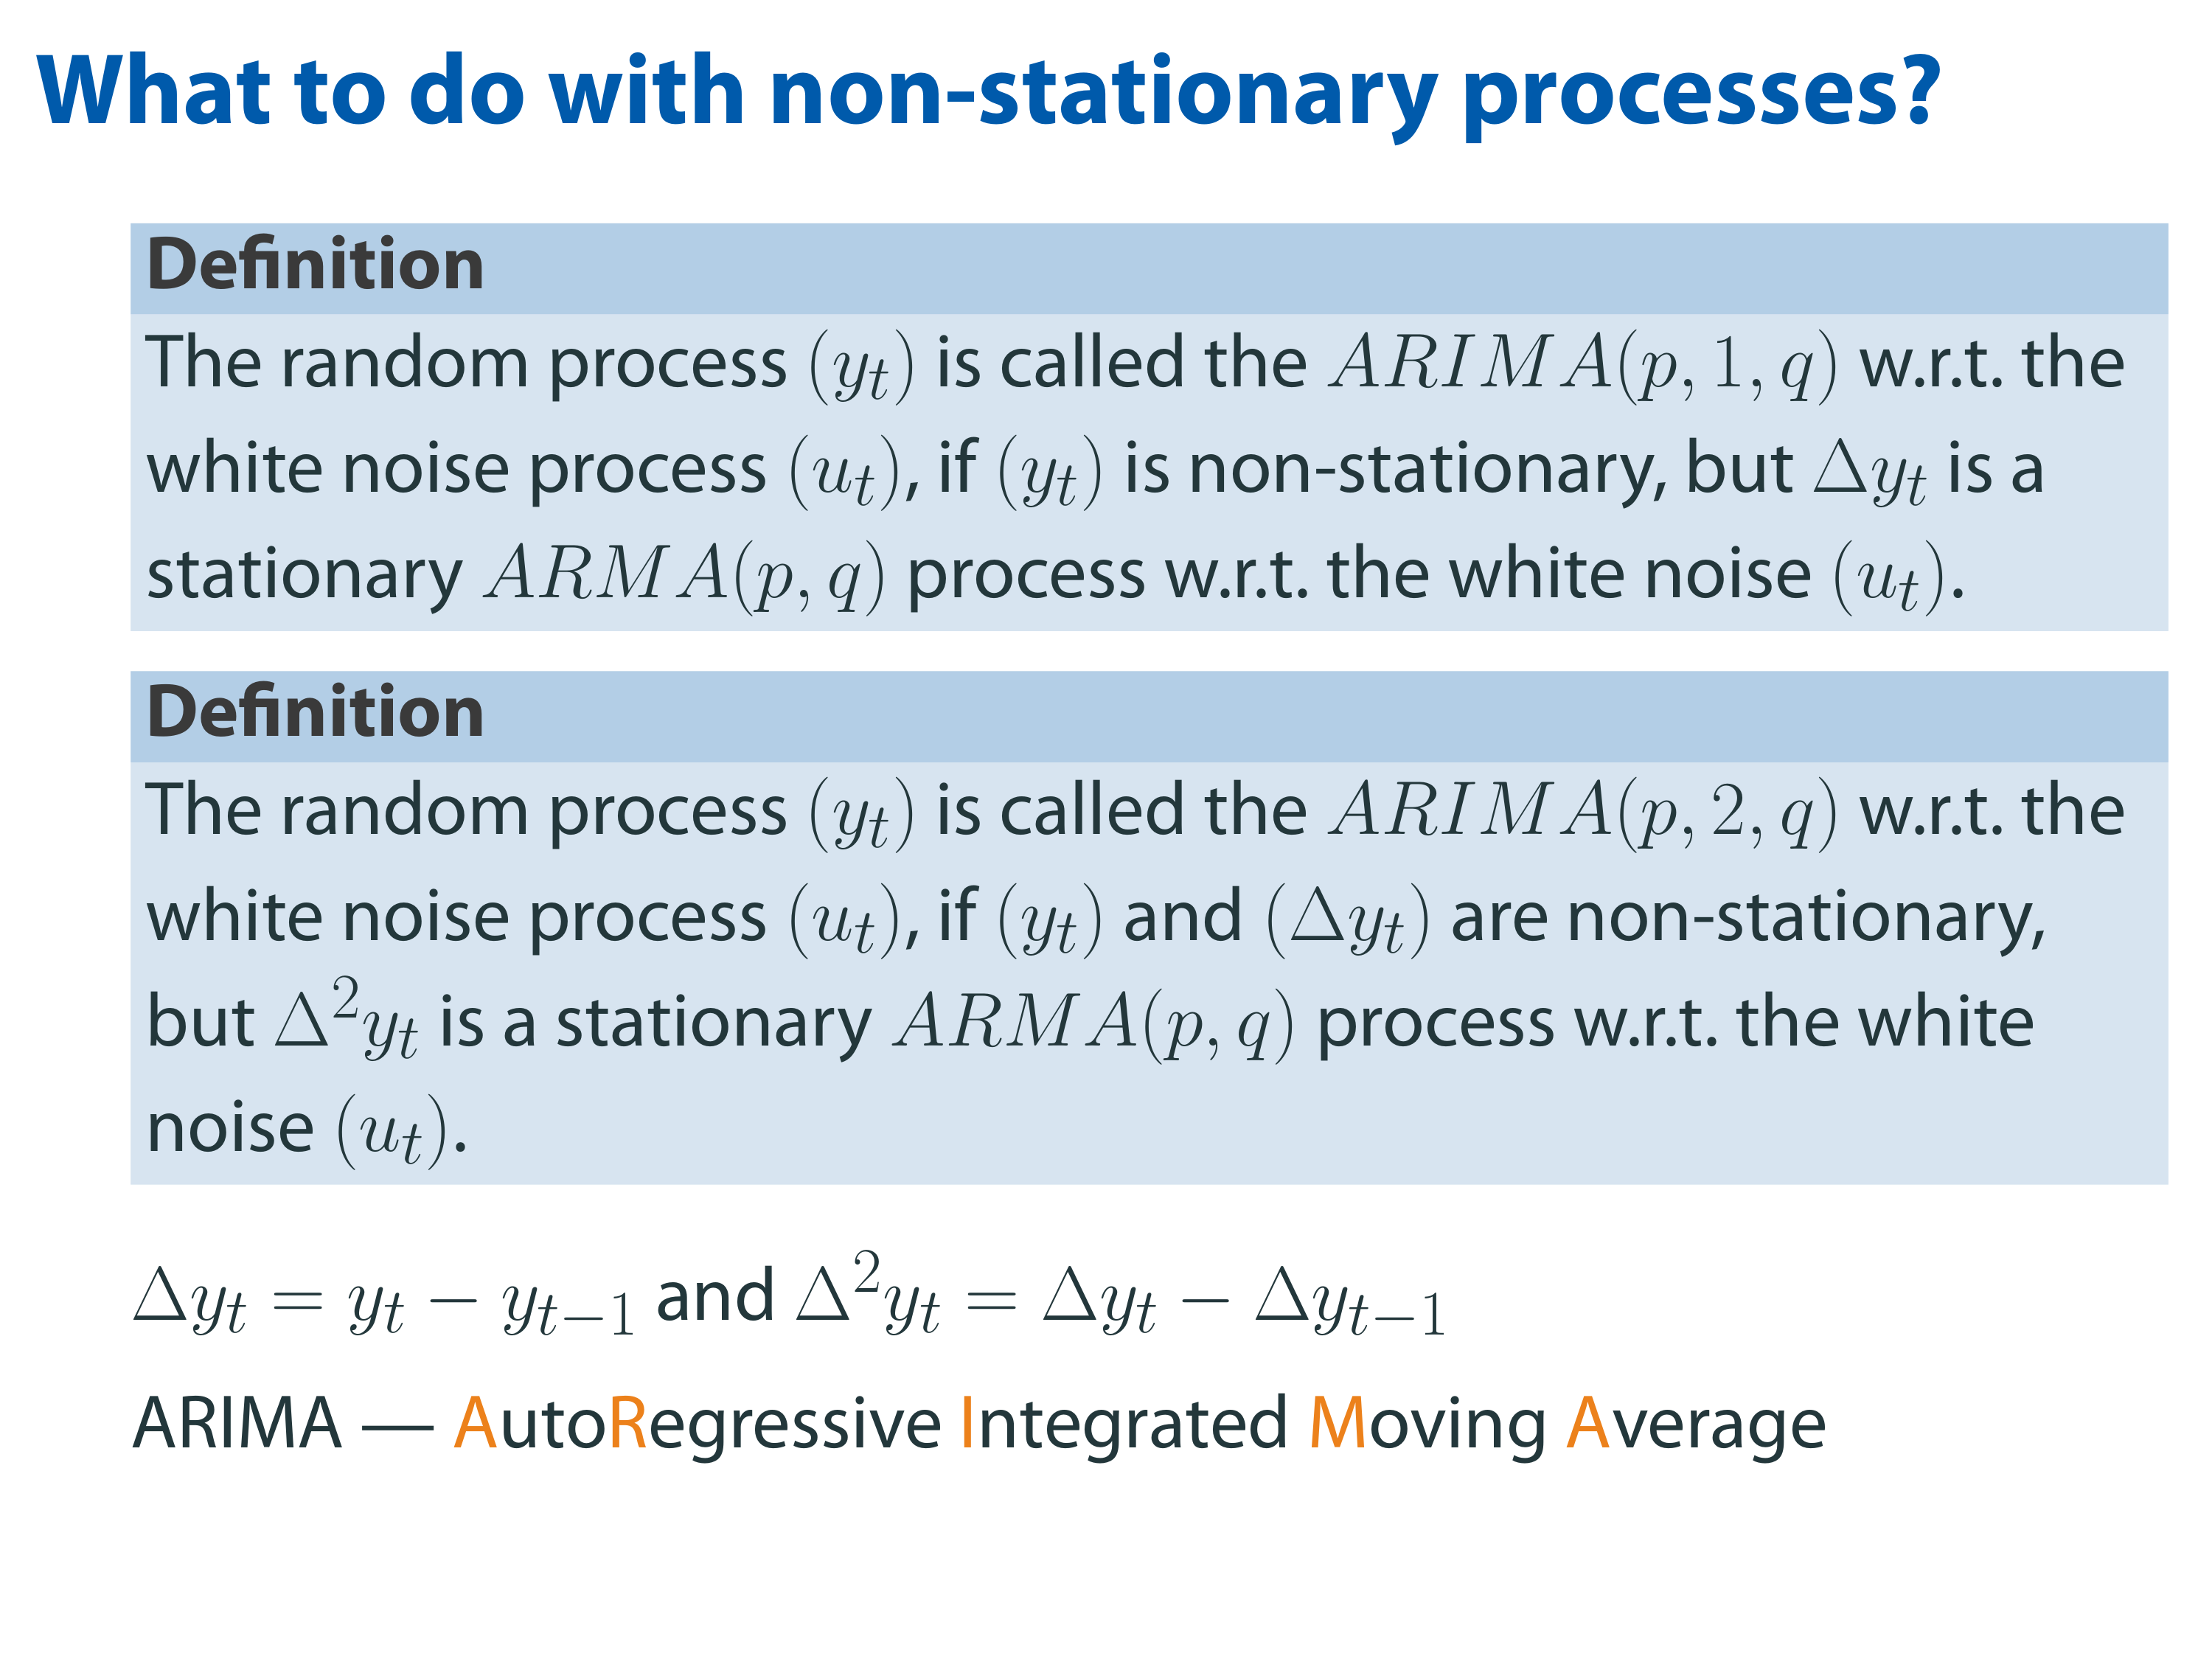 What to do with non-stationary processes?
Definition
The random process (y_t) is called the ARIMA(p, 1, q) w.r.t. the
white noise process (u_t), if (y_t) is non-stationary, but Δy_t is a
stationary ARMA(p, q) process w.r.t. the white noise (u_t).
Definition
The random process (y_t) is called the ARIMA(p, 2, q) w.r.t. the
white noise process (u_t), if (y_t) and (Δy_t) are non-stationary,
but Δ²y_t is a stationary ARMA(p, q) process w.r.t. the white
noise (u_t).
Δy_t = y_t − y_{t−1} and Δ²y_t = Δy_t − Δy_{t−1}
ARIMA — AutoRegressive Integrated Moving Average